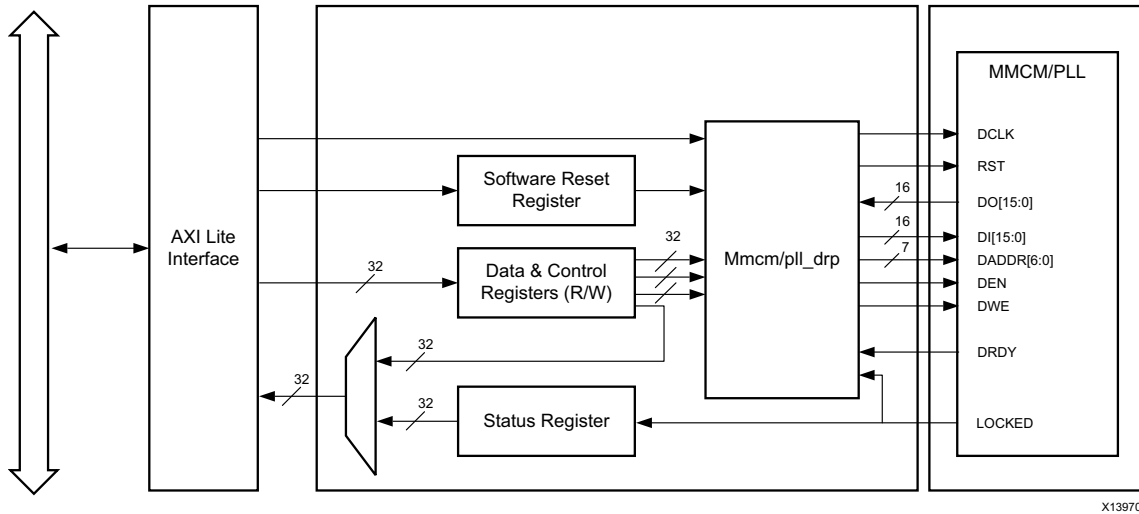 MMCM/PLL
DCLK
RST
16
DO[15:0]
16
DI[15:0]
7
DADDR[6:0]
DEN
DWE
DRDY
LOCKED
AXI Lite
Interface
Software Reset
Register
32
Data & Control
Registers (R/W)
32
Mmcm/pll_drp
32
32
32
Status Register
X13970